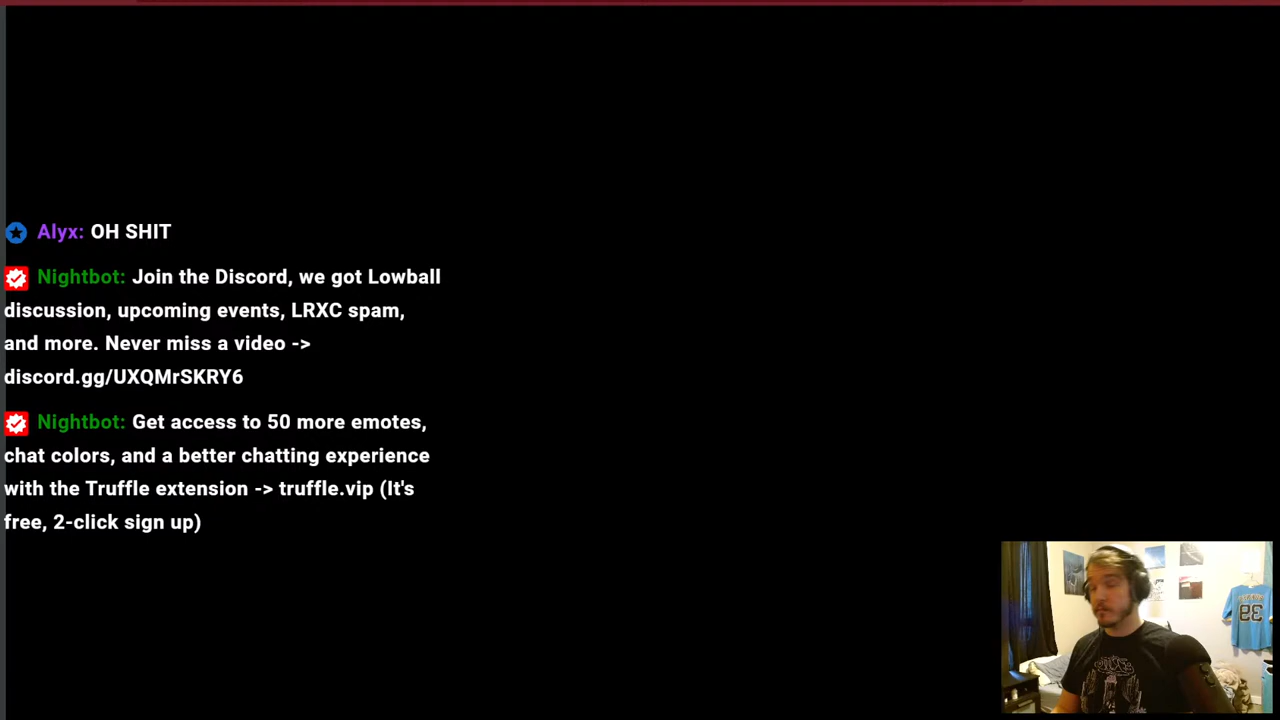 Alyx: OH SHIT
Nightbot: Join the Discord, we got Lowball
discussion, upcoming events, LRXC spam,
and more. Never miss a video ->
discord.gg/UXQMrSKRY6
Nightbot: Get access to 50 more emotes,
chat colors, and a better chatting experience
with the Truffle extension -> truffle.vip (It's
free, 2-click sign up)